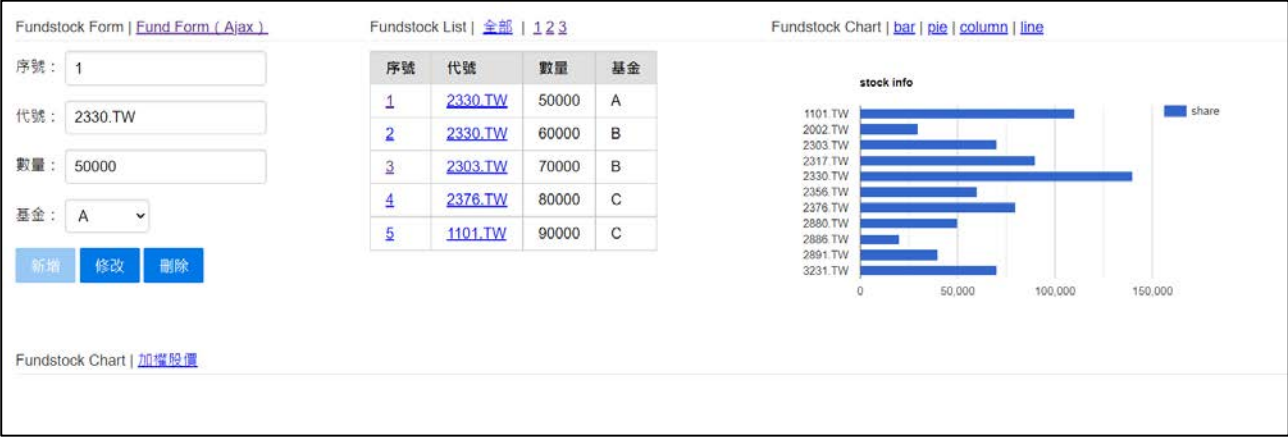 Fundstock Form | Fund Form ( Ajax )
序號： 1
代號： 2330.TW
數量： 50000
基金： A
新增 修改 刪除
Fundstock List | 全部 | 1 2 3
序號 代號 數量 基金
1 2330.TW 50000 A
2 2330.TW 60000 B
3 2303.TW 70000 B
4 2376.TW 80000 C
5 1101.TW 90000 C
Fundstock Chart | bar | pie | column | line
stock info
share
1101.TW
2002.TW
2303.TW
2317.TW
2330.TW
2356.TW
2376.TW
2880.TW
2886.TW
2891.TW
3231.TW
0 50,000 100,000 150,000
Fundstock Chart | 加權股價